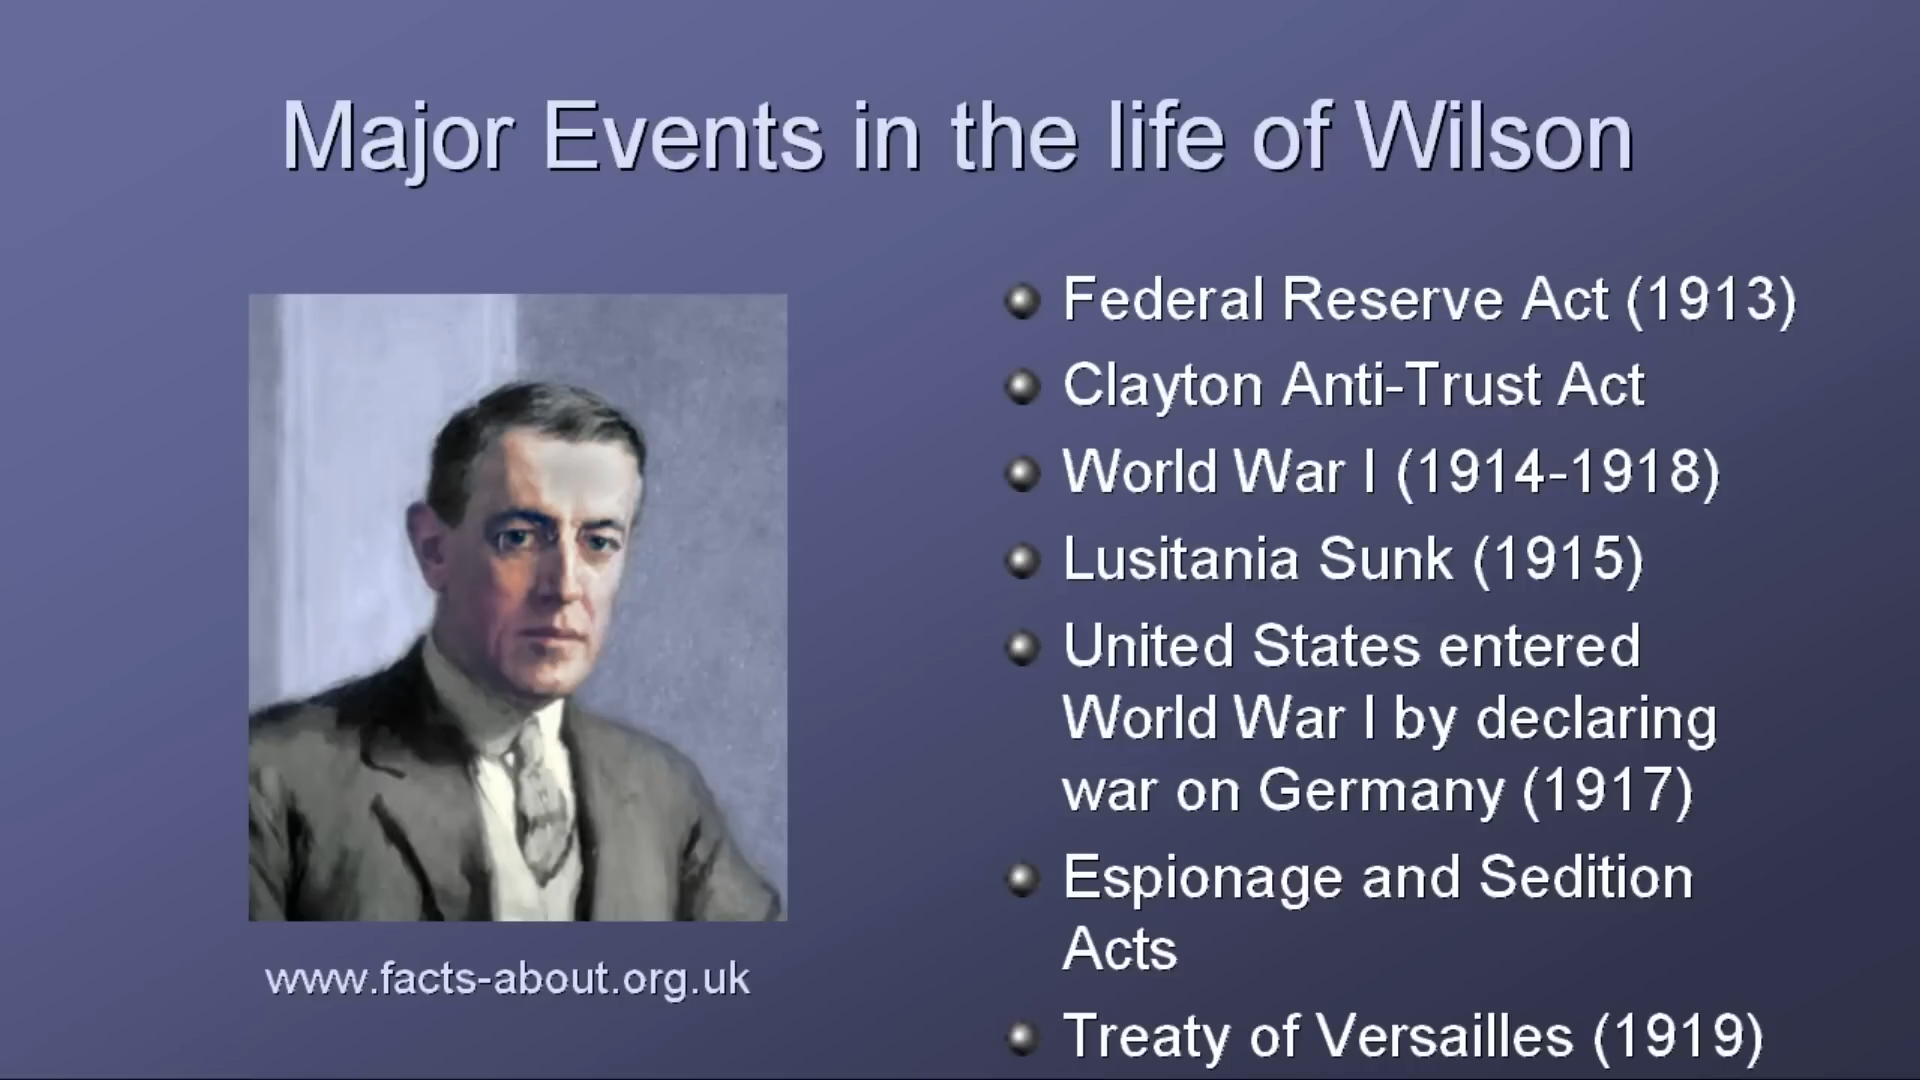 Major Events in the life of Wilson
Federal Reserve Act (1913)
Clayton Anti-Trust Act
World War I (1914-1918)
Lusitania Sunk (1915)
United States entered
World War I by declaring
war on Germany (1917)
Espionage and Sedition
Acts
Treaty of Versailles (1919)
www.facts-about.org.uk